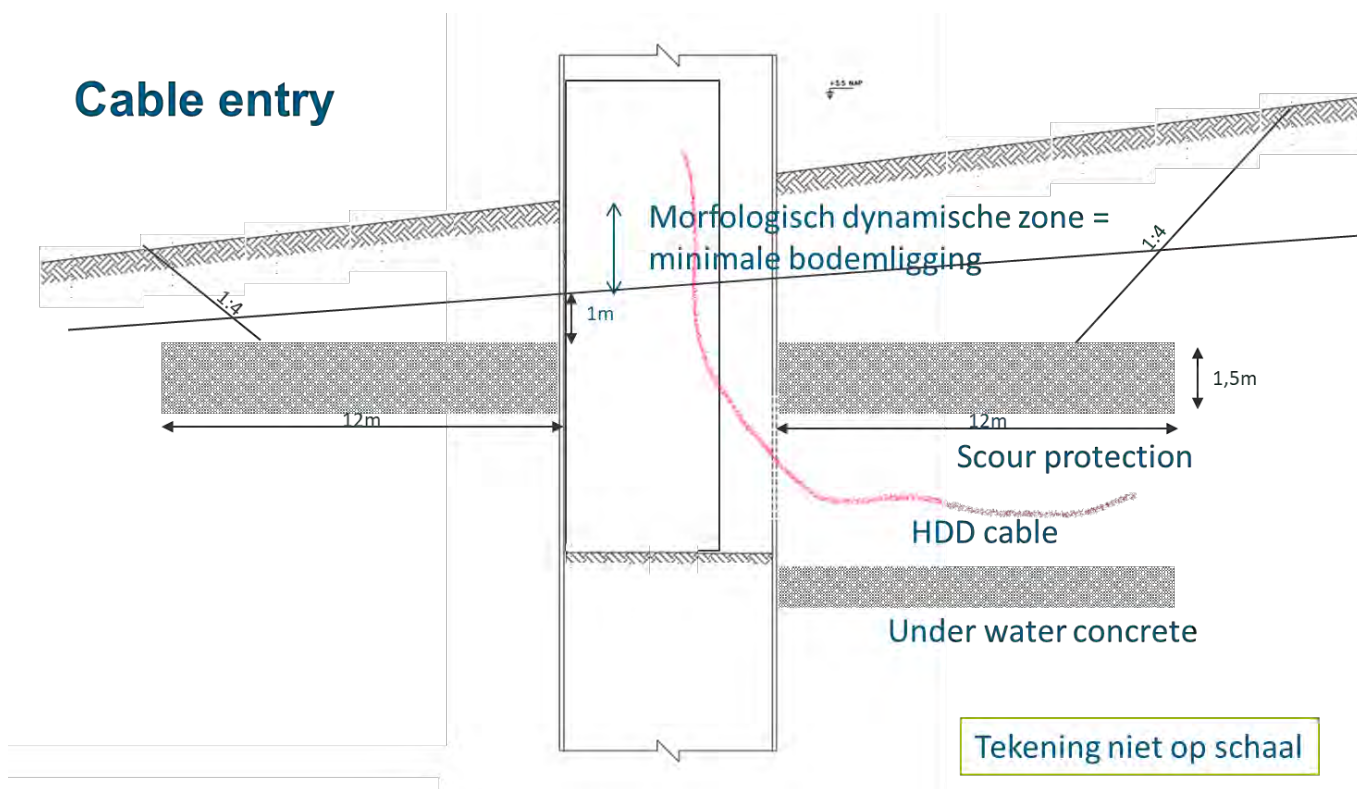 Cable entry
+5.5 NAP
Morfologisch dynamische zone =
minimale bodemligging
1:4
1:4
1m
1,5m
12m
12m
Scour protection
HDD cable
Under water concrete
Tekening niet op schaal